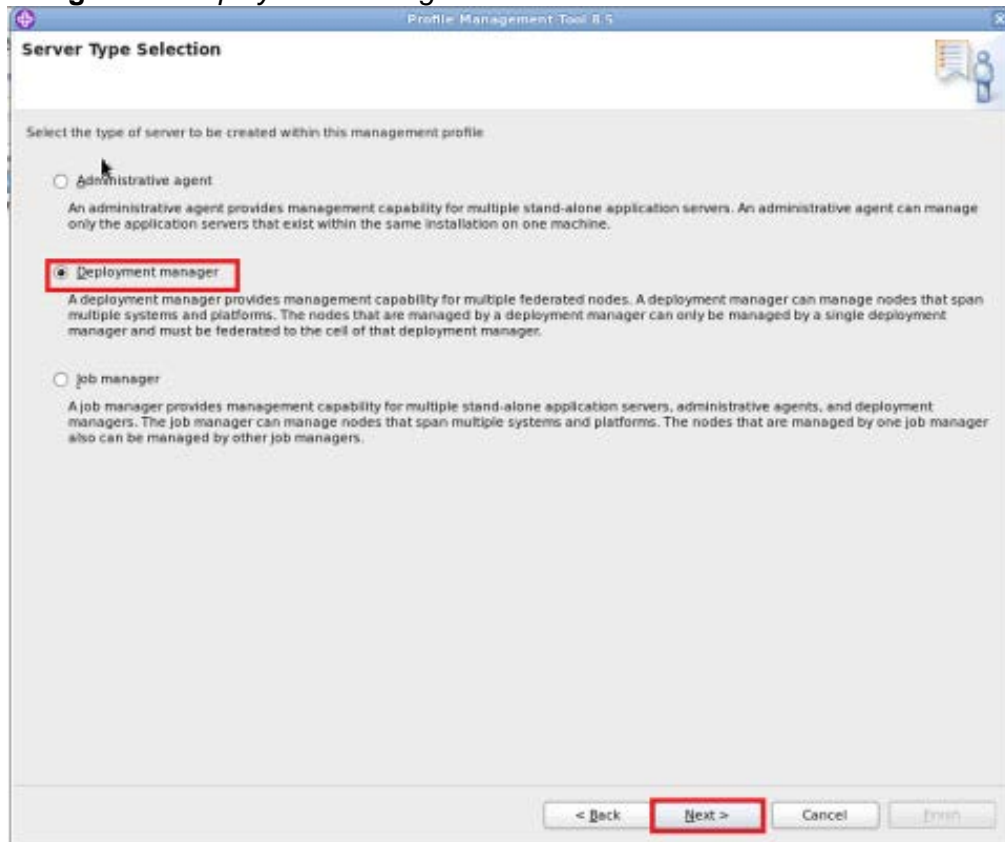 Profile Management Tool 8.5
Server Type Selection
Select the type of server to be created within this management profile
Administrative agent
An administrative agent provides management capability for multiple stand-alone application servers. An administrative agent can manage
only the application servers that exist within the same installation on one machine.
Deployment manager
A deployment manager provides management capability for multiple federated nodes. A deployment manager can manage nodes that span
multiple systems and platforms. The nodes that are managed by a deployment manager can only be managed by a single deployment
manager and must be federated to the cell of that deployment manager.
Job manager
A job manager provides management capability for multiple stand-alone application servers, administrative agents, and deployment
managers. The job manager can manage nodes that span multiple systems and platforms. The nodes that are managed by one job manager
also can be managed by other job managers.
< Back Next > Cancel Finish